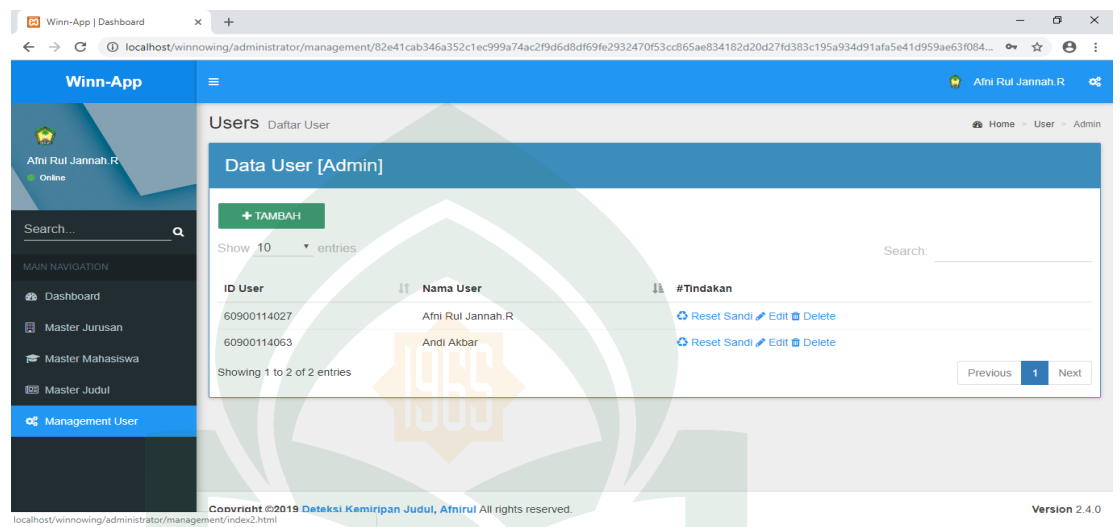 Winn-App | Dashboard
localhost/winnowing/administrator/management/82e41cab346a352c1ec999a74ac2f9d6d8df69fe2932470f53cc865ae834182d20d27fd383c195a934d91afa5e41d959ae63f084...
Winn-App
Afni Rul Jannah.R
Afni Rul Jannah.R
Online
Search...
MAIN NAVIGATION
Dashboard
Master Jurusan
Master Mahasiswa
Master Judul
Management User
Users Daftar User
Home > User > Admin
Data User [Admin]
+ TAMBAH
Show 10 entries
Search:
ID User Nama User #Tindakan
60900114027 Afni Rul Jannah.R Reset Sandi Edit Delete
60900114063 Andi Akbar Reset Sandi Edit Delete
Showing 1 to 2 of 2 entries
Previous 1 Next
1965
Copyright ©2019 Deteksi Kemiripan Judul, Afnirul All rights reserved.
Version 2.4.0
localhost/winnowing/administrator/management/index2.html